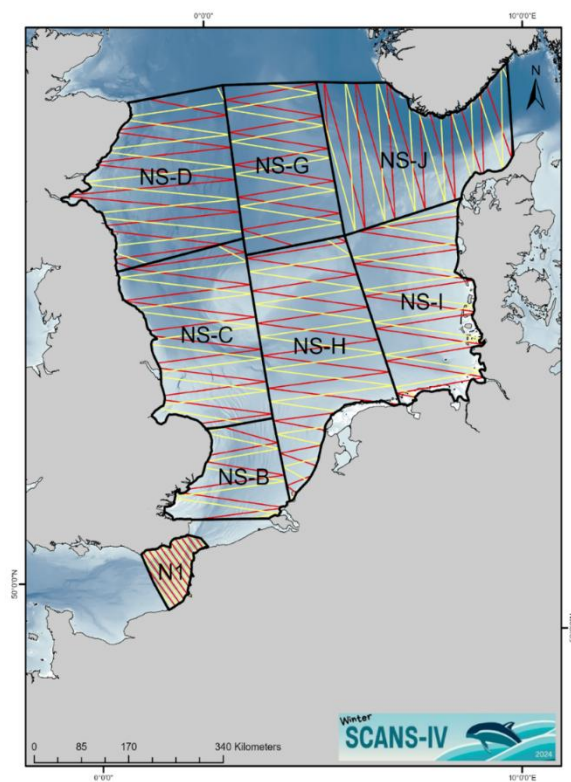 0°0'0"
10°0'0"E
N
NS-D
NS-G
NS-J
NS-C
NS-H
NS-I
NS-B
N1
50°0'0"N
0 85 170 340 Kilometers
Winter
SCANS-IV
2024
0°0'0"
10°0'0"E